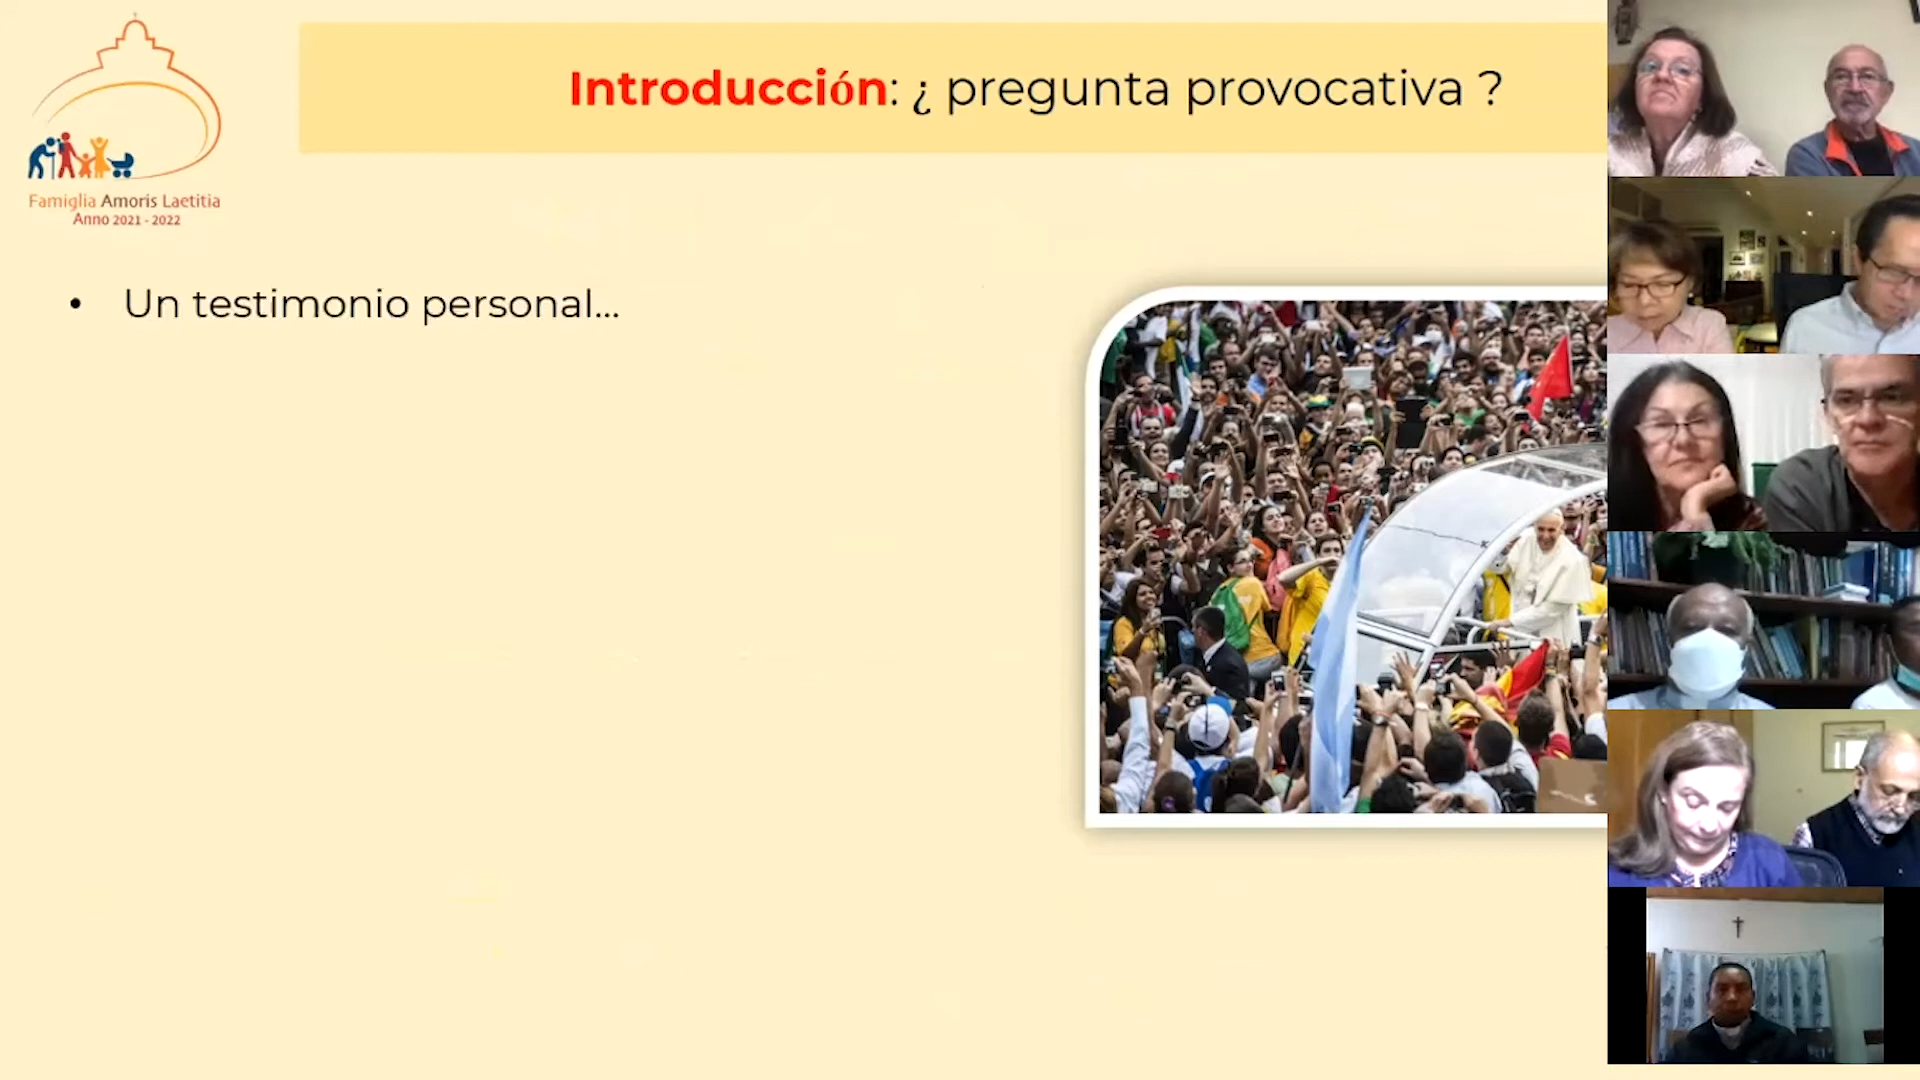 Introducción: ¿ pregunta provocativa ?
Famiglia Amoris Laetitia
Anno 2021 - 2022
• Un testimonio personal...